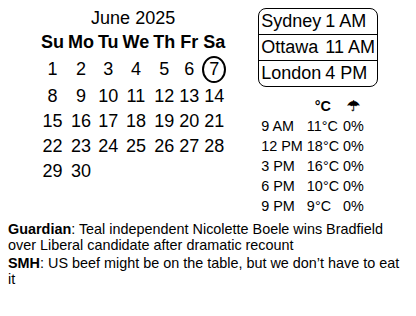 June 2025
Su Mo Tu We Th Fr Sa
1 2 3 4 5 6 7
8 9 10 11 12 13 14
15 16 17 18 19 20 21
22 23 24 25 26 27 28
29 30
Sydney 1 AM
Ottawa 11 AM
London 4 PM
°C ☂
9 AM 11°C 0%
12 PM 18°C 0%
3 PM 16°C 0%
6 PM 10°C 0%
9 PM 9°C 0%
Guardian: Teal independent Nicolette Boele wins Bradfield
over Liberal candidate after dramatic recount
SMH: US beef might be on the table, but we don’t have to eat
it